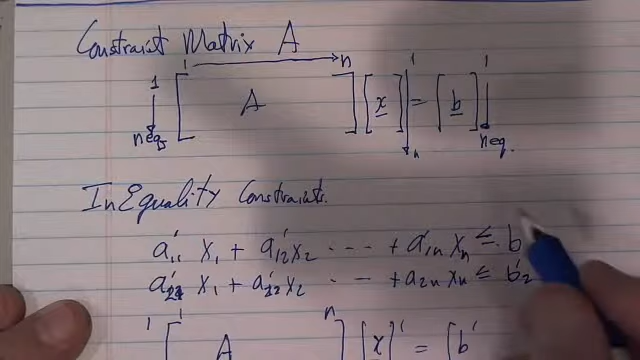 Constraint Matrix A
1 n 1 1
1 [ A ] [ x ] = [ b ]
neqs n neq.
InEquality Constraints.
a'11 x1 + a'12 x2 ... + a'1n xn ≤ b
a'21 x1 + a'22 x2 ... + a2n xn ≤ b'2
1 1 n
[ A ] [ x ] ' = [ b'